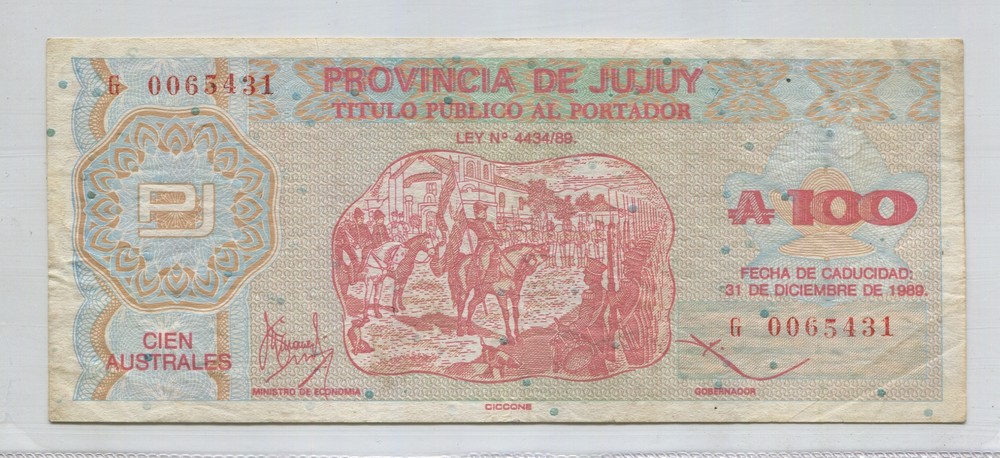 G 0065431
PROVINCIA DE JUJUY
TITULO PUBLICO AL PORTADOR
LEY Nº 4434/89.
PJ
₳ 100
FECHA DE CADUCIDAD:
31 DE DICIEMBRE DE 1989.
G 0065431
CIEN
AUSTRALES
MINISTRO DE ECONOMIA
GOBERNADOR
CICCONE